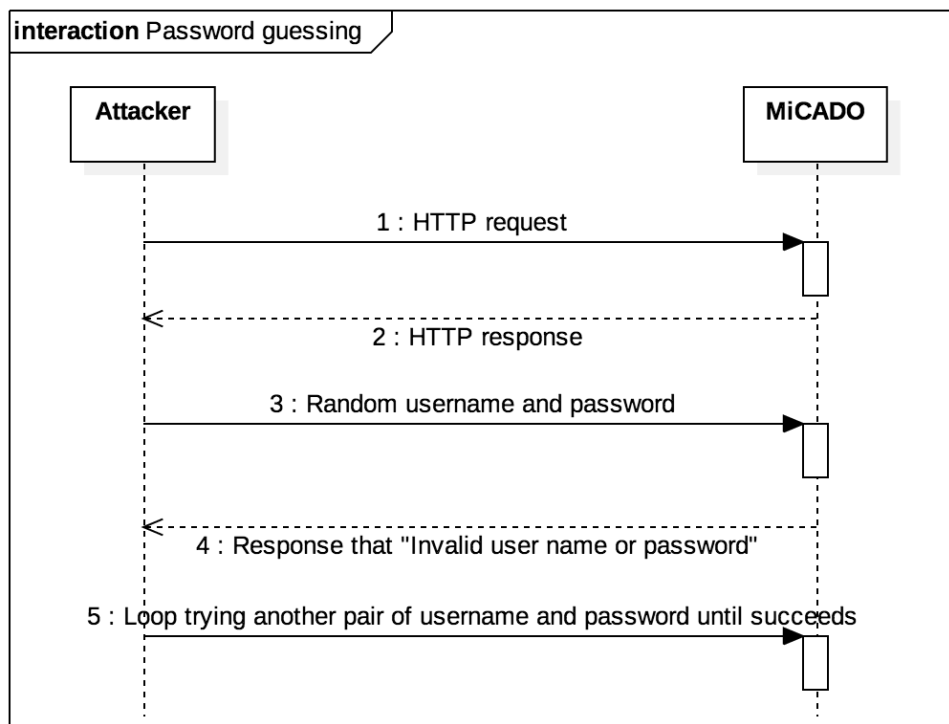 interaction Password guessing
Attacker
MiCADO
1 : HTTP request
2 : HTTP response
3 : Random username and password
4 : Response that "Invalid user name or password"
5 : Loop trying another pair of username and password until succeeds